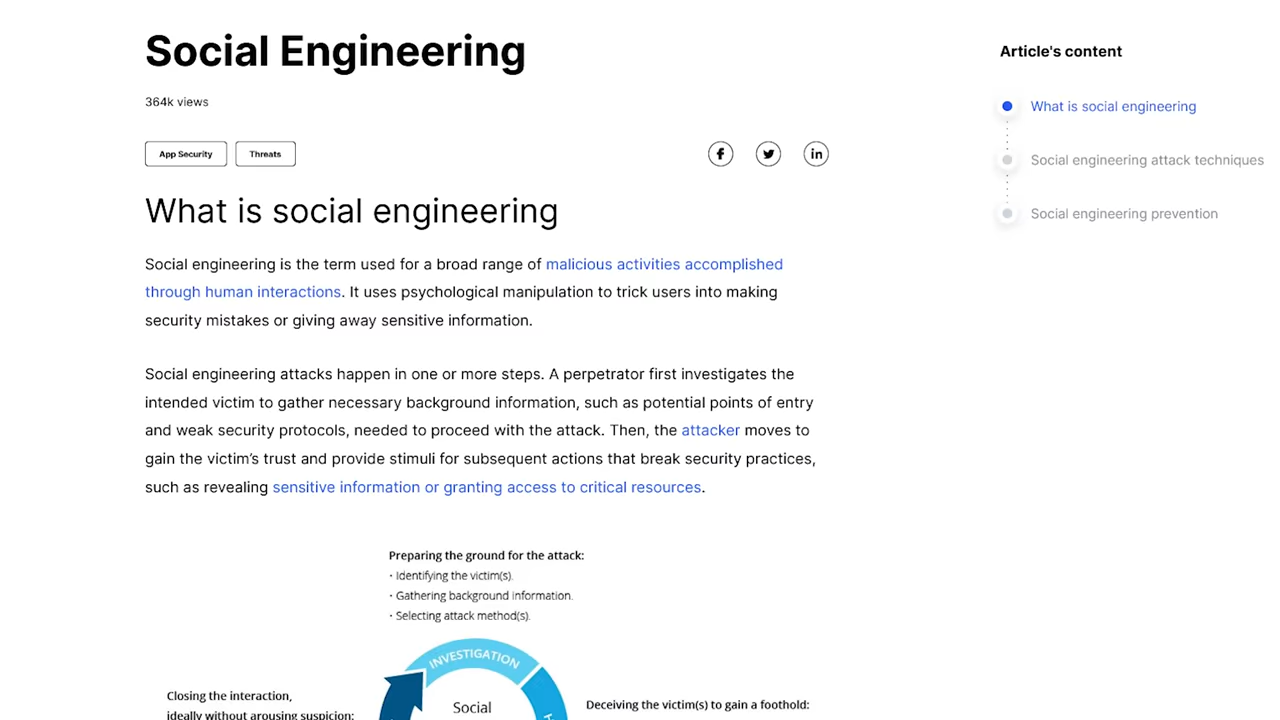 Social Engineering
364k views
App Security
Threats
What is social engineering
Social engineering is the term used for a broad range of malicious activities accomplished
through human interactions. It uses psychological manipulation to trick users into making
security mistakes or giving away sensitive information.
Social engineering attacks happen in one or more steps. A perpetrator first investigates the
intended victim to gather necessary background information, such as potential points of entry
and weak security protocols, needed to proceed with the attack. Then, the attacker moves to
gain the victim’s trust and provide stimuli for subsequent actions that break security practices,
such as revealing sensitive information or granting access to critical resources.
Preparing the ground for the attack:
· Identifying the victim(s).
· Gathering background information.
· Selecting attack method(s).
INVESTIGATION
Social
Closing the interaction,
ideally without arousing suspicion:
Deceiving the victim(s) to gain a foothold:
Article's content
What is social engineering
Social engineering attack techniques
Social engineering prevention